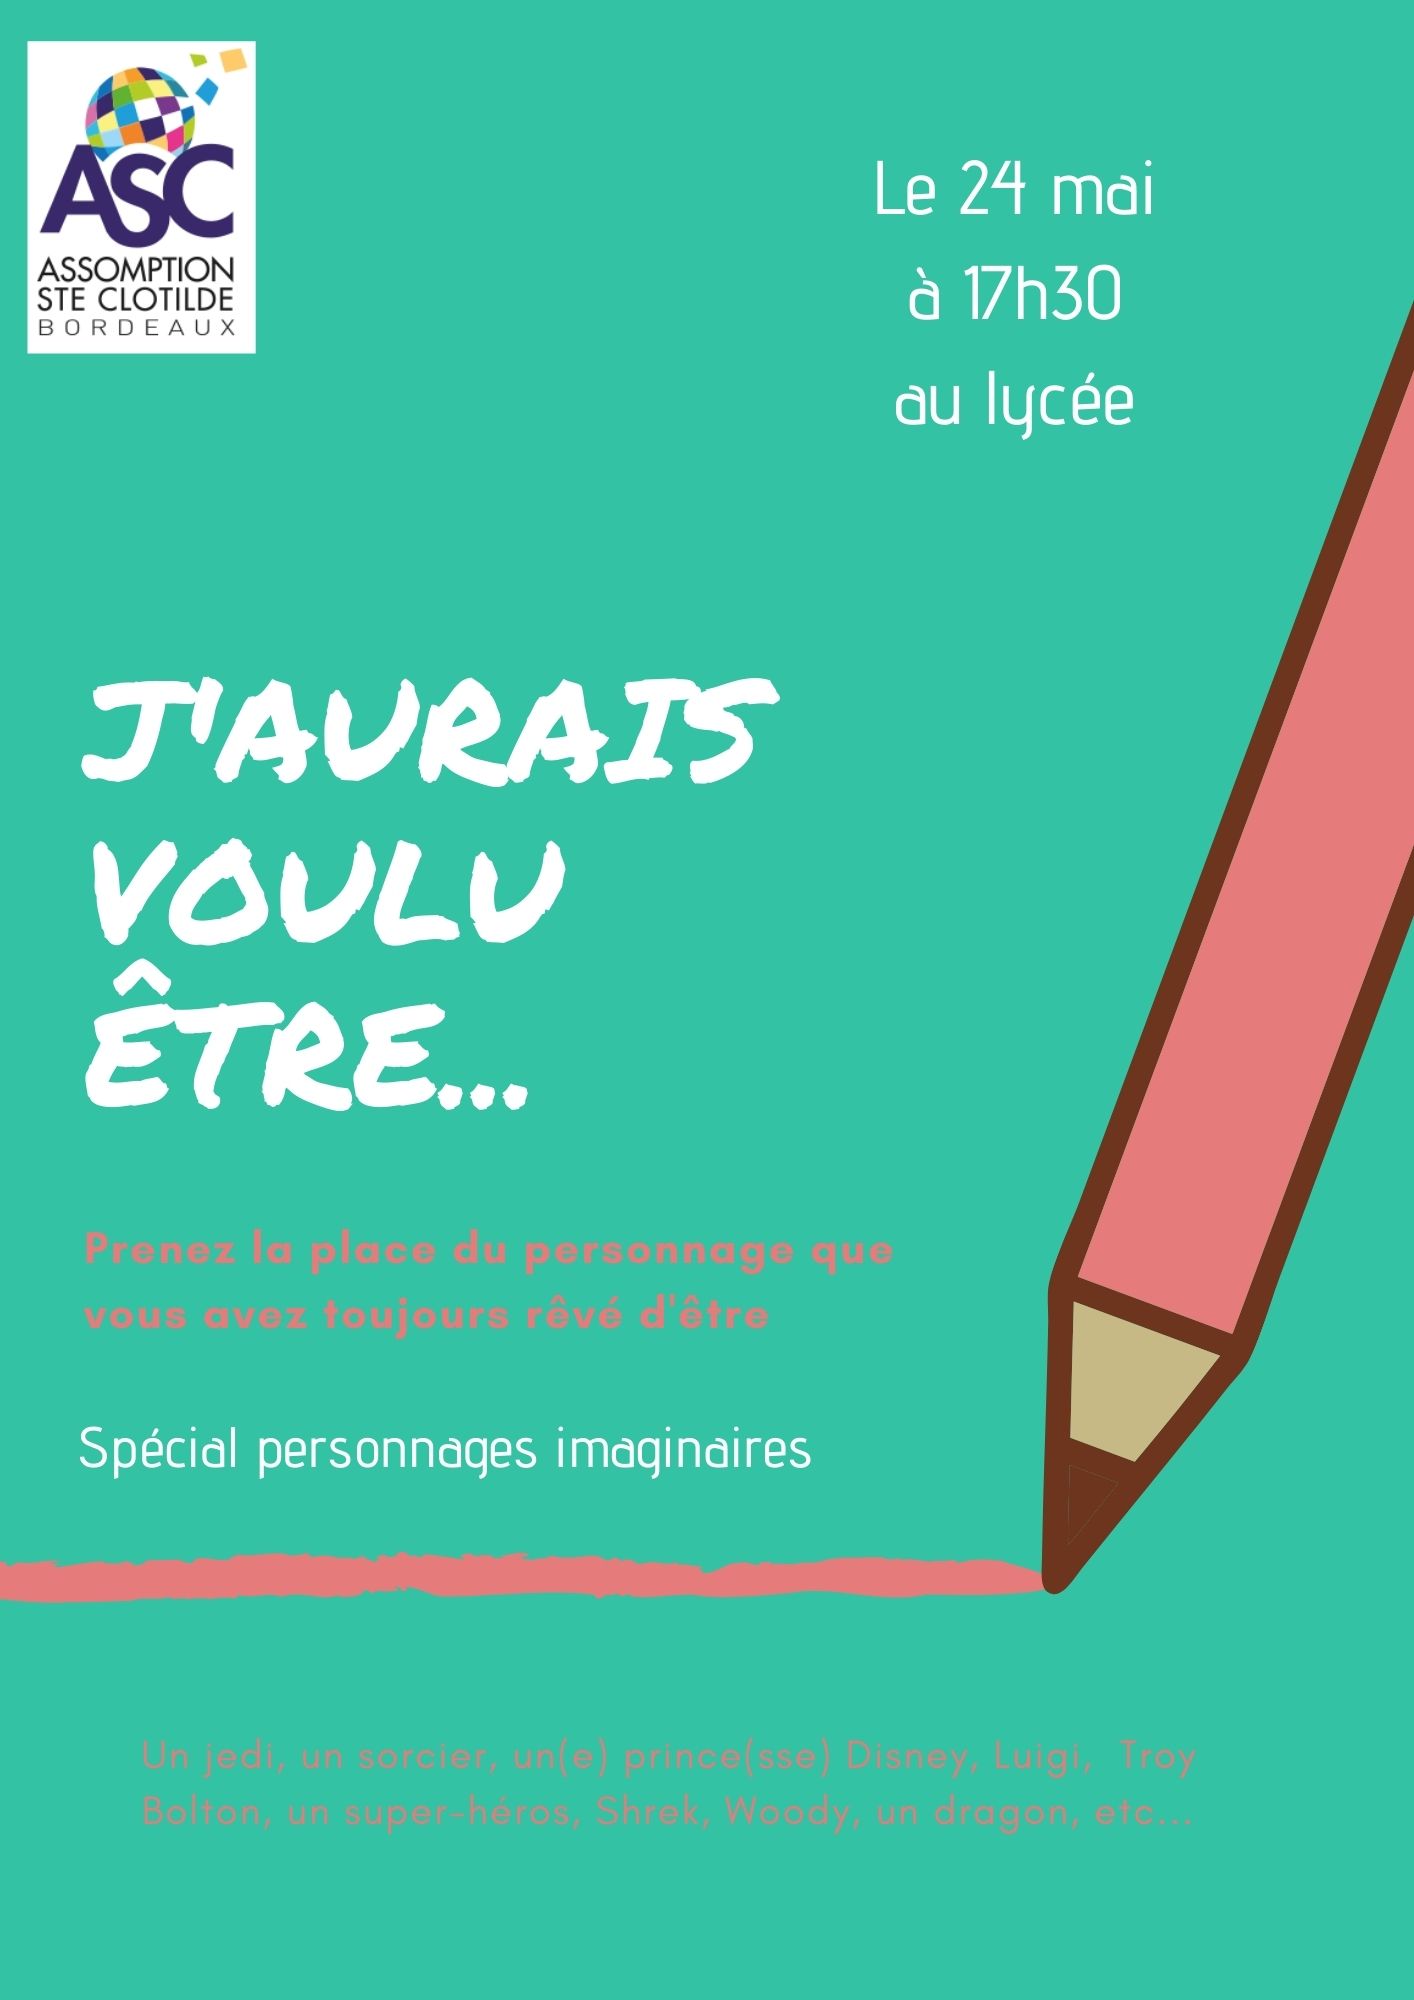 ASC
ASSOMPTION
STE CLOTILDE
BORDEAUX
Le 24 mai
à 17h30
au lycée
J'AURAIS
VOULU
ÊTRE...
Prenez la place du personnage que
vous avez toujours rêvé d'être
Spécial personnages imaginaires
Un jedi, un sorcier, un(e) prince(sse) Disney, Luigi, Troy
Bolton, un super-héros, Shrek, Woody, un dragon, etc...